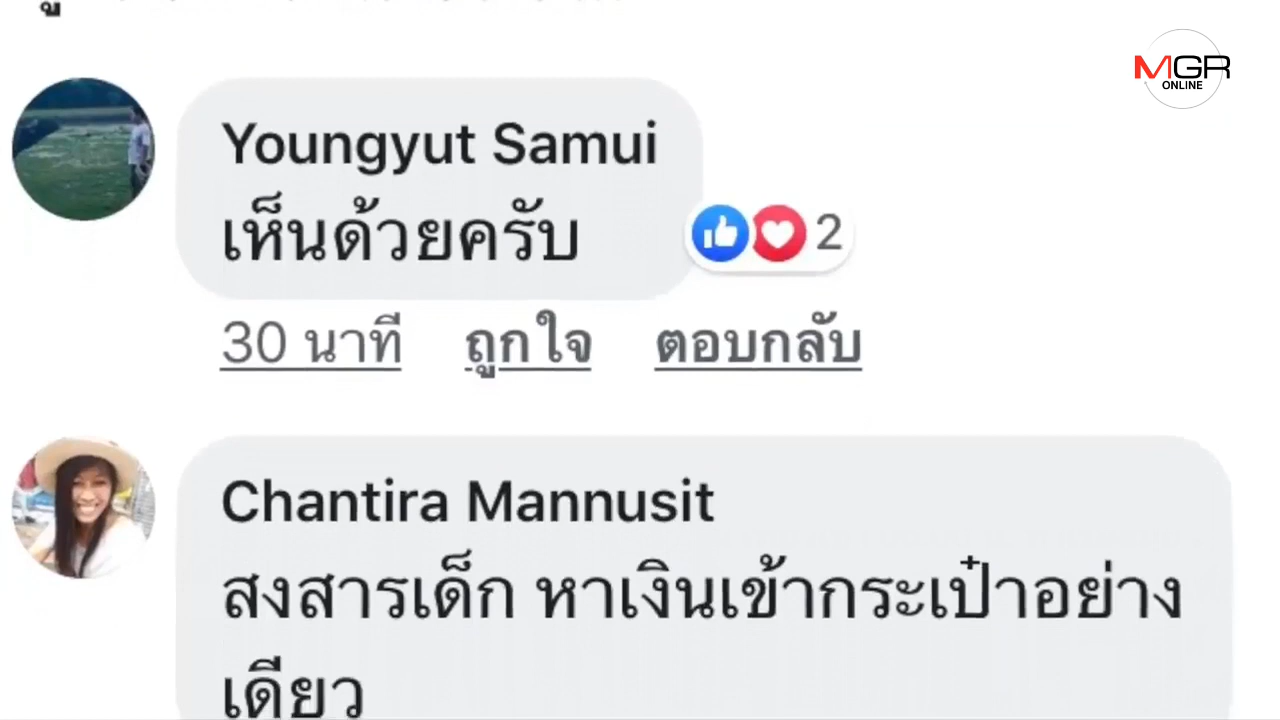 MGR
ONLINE
Youngyut Samui
เห็นด้วยครับ
2
30 นาที ถูกใจ ตอบกลับ
Chantira Mannusit
สงสารเด็ก หาเงินเข้ากระเป๋าอย่าง
เดียว